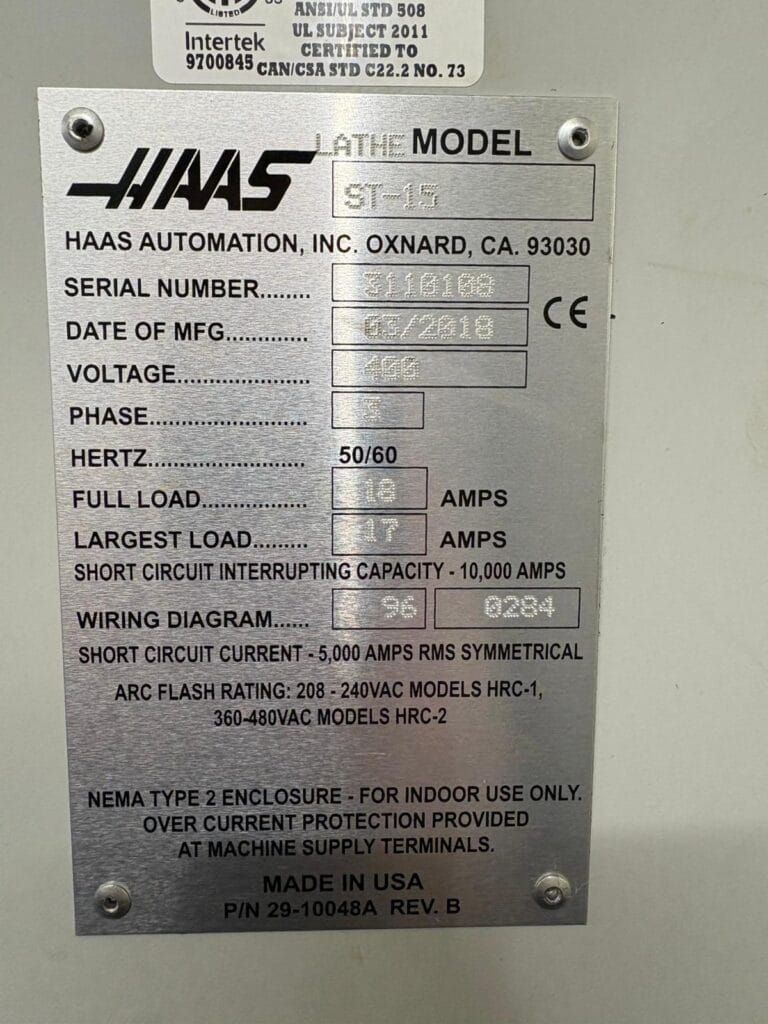 LISTED
ANSI/UL STD 508
UL SUBJECT 2011
CERTIFIED TO
CAN/CSA STD C22.2 NO. 73
Intertek
9700845
HAAS
LATHE MODEL
ST-15
HAAS AUTOMATION, INC. OXNARD, CA. 93030
SERIAL NUMBER........ 3110108
DATE OF MFG............. 03/2018
CE
VOLTAGE..................... 400
PHASE......................... 3
HERTZ......................... 50/60
FULL LOAD................. 18 AMPS
LARGEST LOAD......... 17 AMPS
SHORT CIRCUIT INTERRUPTING CAPACITY - 10,000 AMPS
WIRING DIAGRAM...... 96 0284
SHORT CIRCUIT CURRENT - 5,000 AMPS RMS SYMMETRICAL
ARC FLASH RATING: 208 - 240VAC MODELS HRC-1,
360-480VAC MODELS HRC-2
NEMA TYPE 2 ENCLOSURE - FOR INDOOR USE ONLY.
OVER CURRENT PROTECTION PROVIDED
AT MACHINE SUPPLY TERMINALS.
MADE IN USA
P/N 29-10048A REV. B